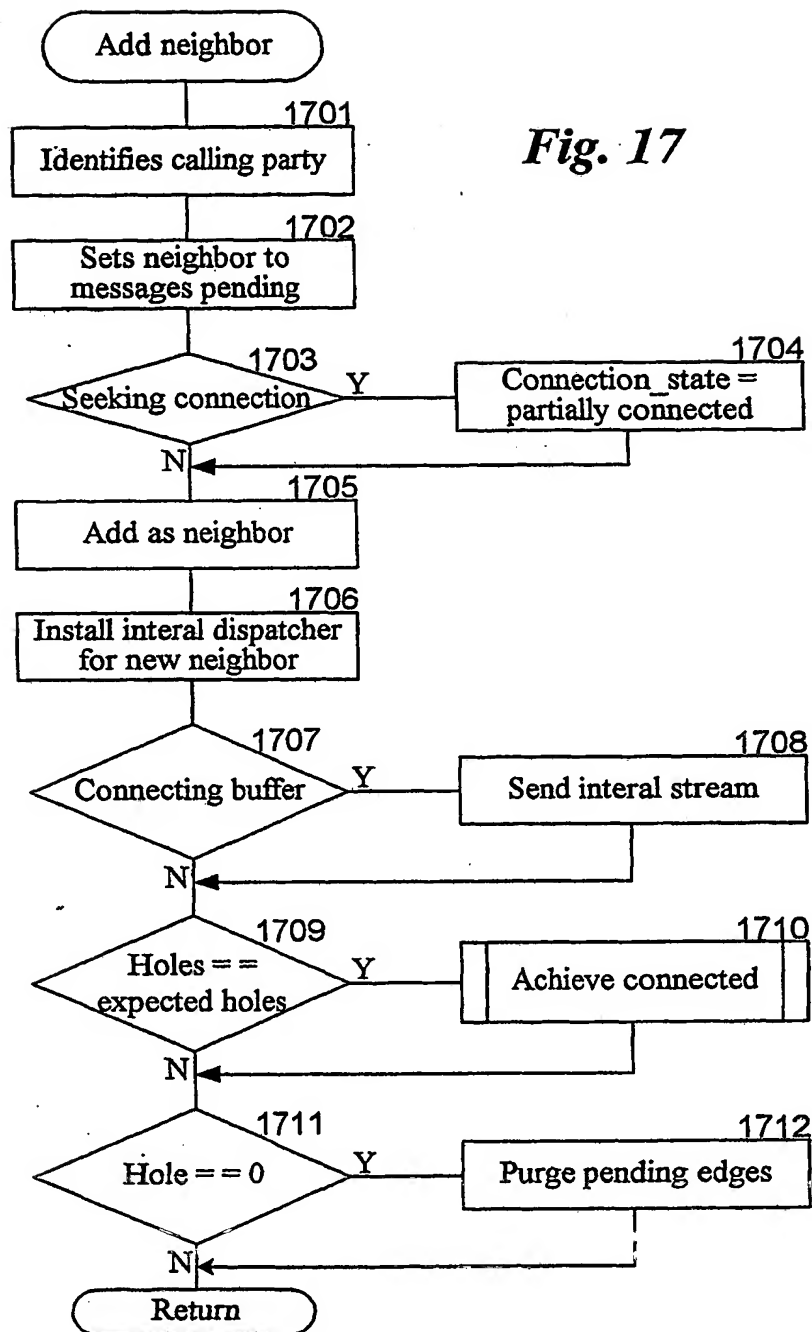 Add neighbor
Fig. 17
1701
Identifies calling party
1702
Sets neighbor to
messages pending
1703
Seeking connection
Y
N
1704
Connection_state =
partially connected
1705
Add as neighbor
1706
Install interal dispatcher
for new neighbor
1707
Connecting buffer
Y
N
1708
Send interal stream
1709
Holes = =
expected holes
Y
N
1710
Achieve connected
1711
Hole = = 0
Y
N
1712
Purge pending edges
Return